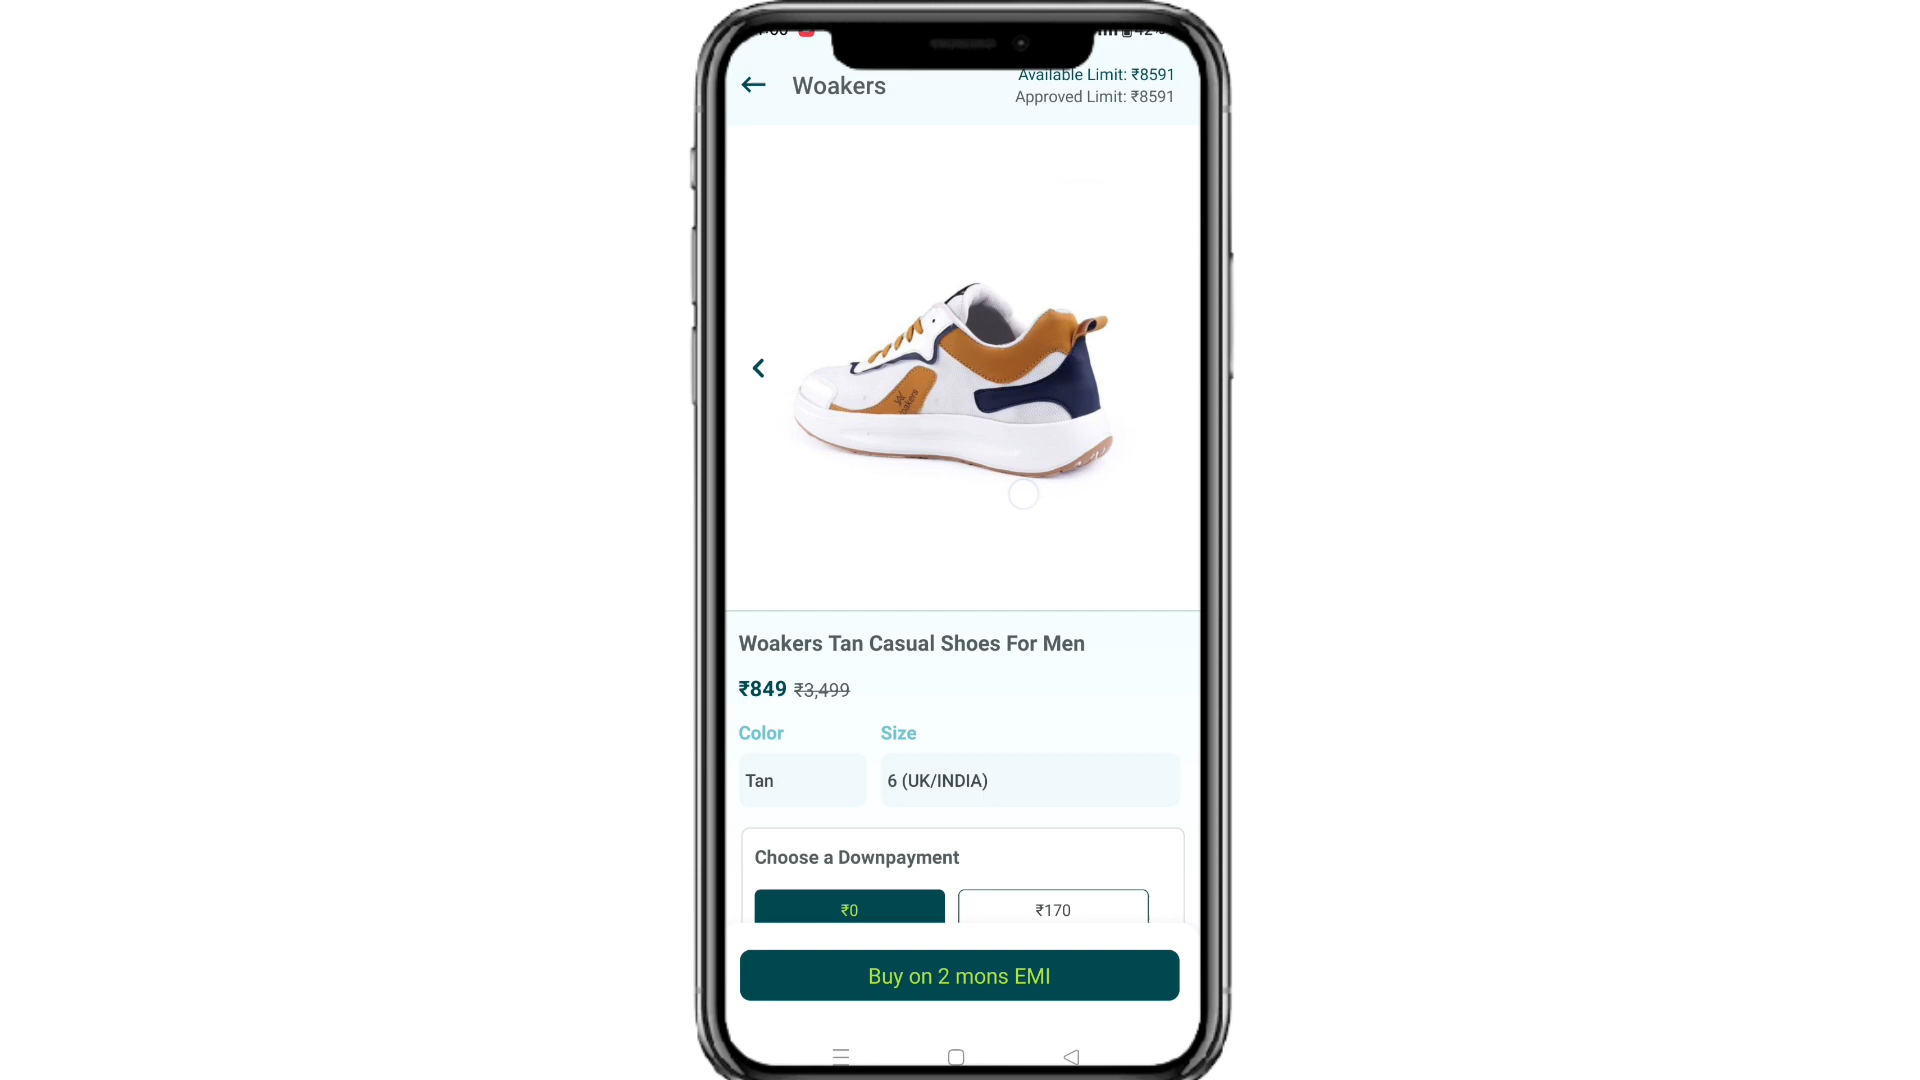 Woakers
Available Limit: ₹8591
Approved Limit: ₹8591
Woakers Tan Casual Shoes For Men
₹849 ₹3,499
Color Size
Tan 6 (UK/INDIA)
Choose a Downpayment
₹0 ₹170
Buy on 2 mons EMI